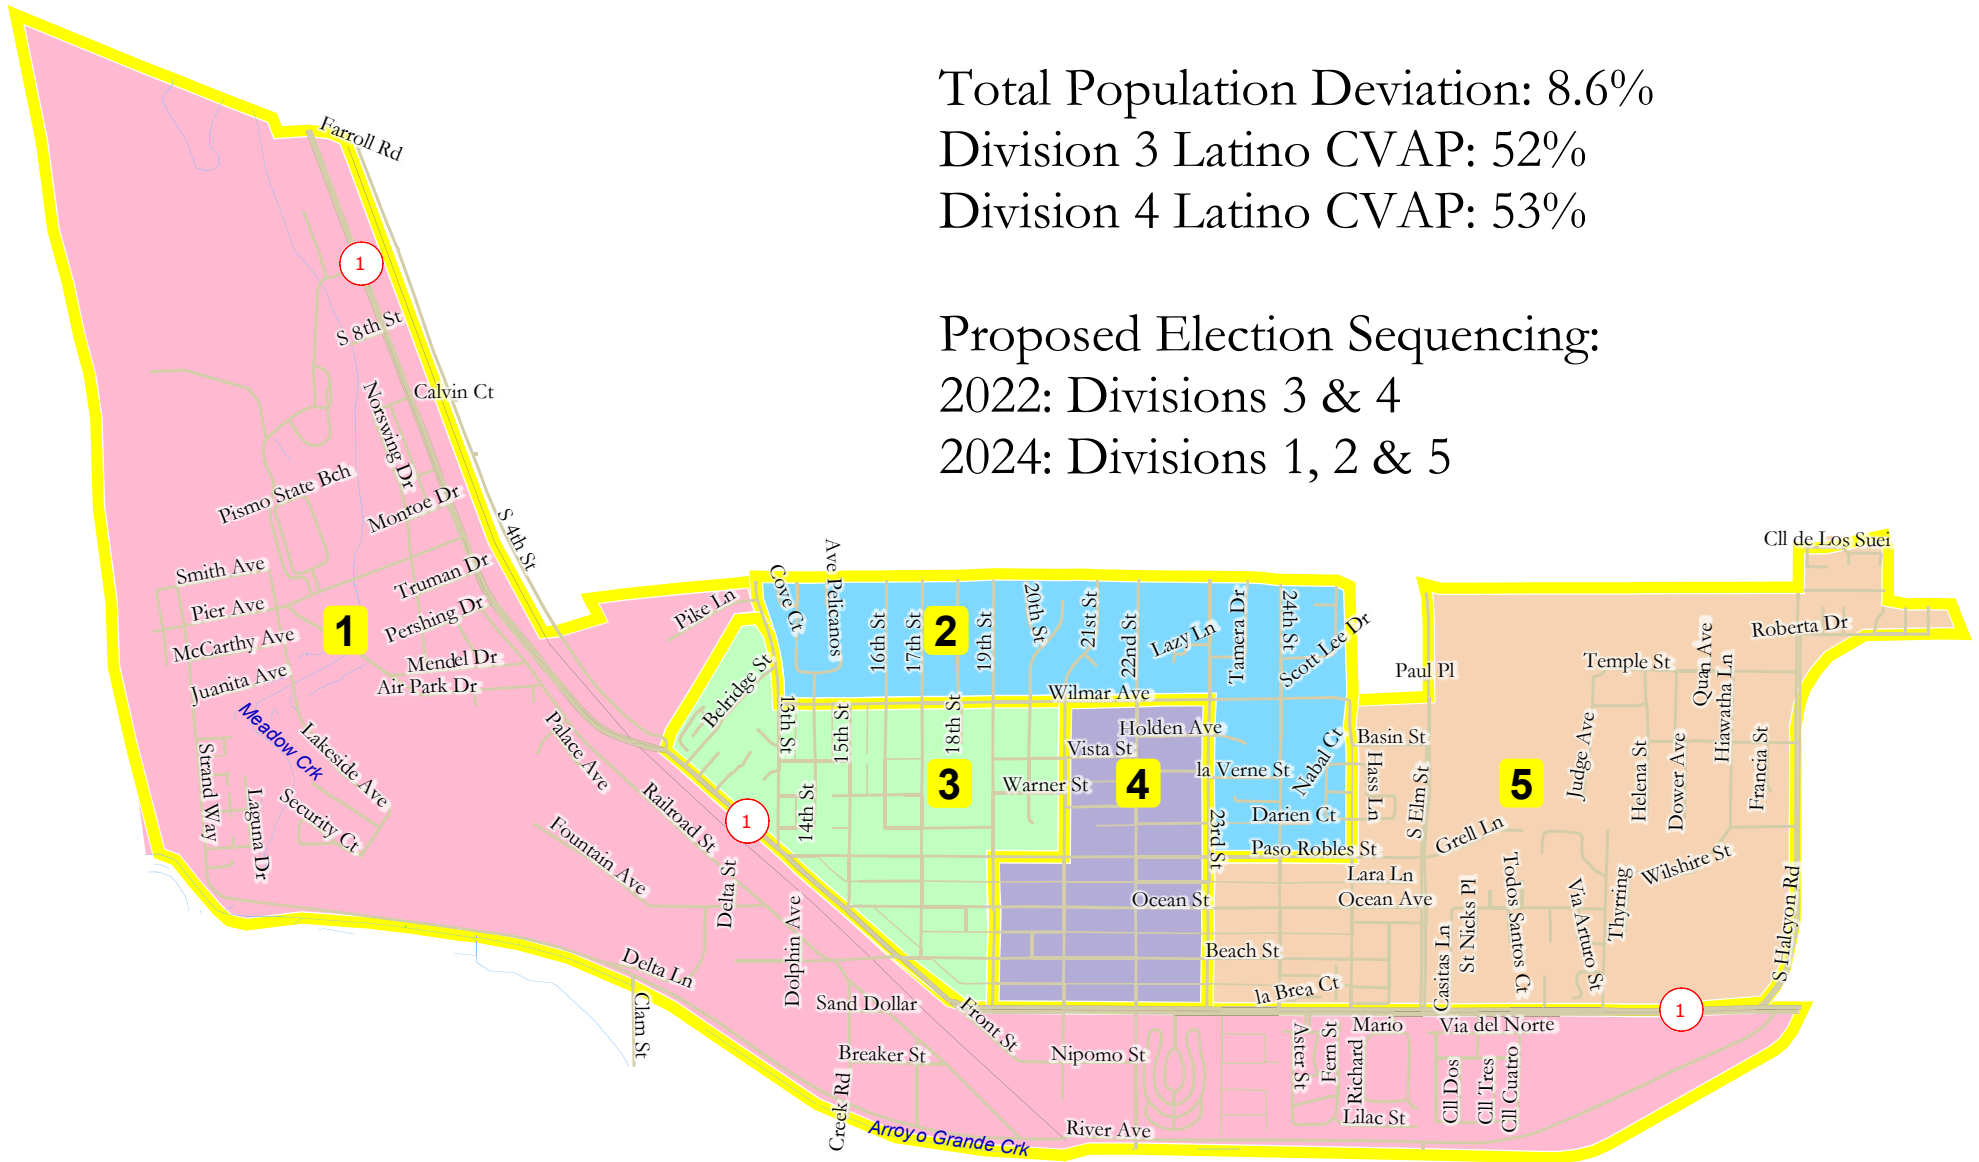 Total Population Deviation: 8.6%
Division 3 Latino CVAP: 52%
Division 4 Latino CVAP: 53%
Proposed Election Sequencing:
2022: Divisions 3 & 4
2024: Divisions 1, 2 & 5
Farroll Rd
1
S 8th St
Calvin Ct
Norswing Dr
Pismo State Bch
Monroe Dr
S 4th St
Smith Ave
Truman Dr
Pier Ave
1
Pershing Dr
McCarthy Ave
Mendel Dr
Juanita Ave
Air Park Dr
Meadow Crk
Lakeside Ave
Strand Way
Laguna Dr
Security Ct
Palace Ave
Railroad St
Fountain Ave
Delta St
Dolphin Ave
Delta Ln
Clam St
Sand Dollar
Breaker St
Creek Rd
Arroyo Grande Crk
Front St
Nipomo St
River Ave
Pike Ln
Cove Ct
Ave Pelicanos
16th St
17th St
2
19th St
20th St
21st St
22nd St
Lazy Ln
Tamera Dr
24th St
Scott Lee Dr
Wilmar Ave
Belridge St
13th St
15th St
18th St
14th St
3
1
Vista St
Warner St
Holden Ave
4
la Verne St
Nabal Ct
Darien Ct
23rd St
Paso Robles St
Ocean St
Beach St
la Brea Ct
Cll de Los Suei
Roberta Dr
Paul Pl
Temple St
Quan Ave
Hiawatha Ln
Basin St
Hass Ln
S Elm St
5
Judge Ave
Helena St
Dower Ave
Francia St
Grell Ln
Lara Ln
Ocean Ave
Wilshire St
Casitas Ln
St Nicks Pl
Todos Santos Ct
Via Arturo St
Thyrring
S Halcyon Rd
1
Aster St
Fern St
Mario
Richard
Lilac St
Via del Norte
Cll Dos
Cll Tres
Cll Cuatro